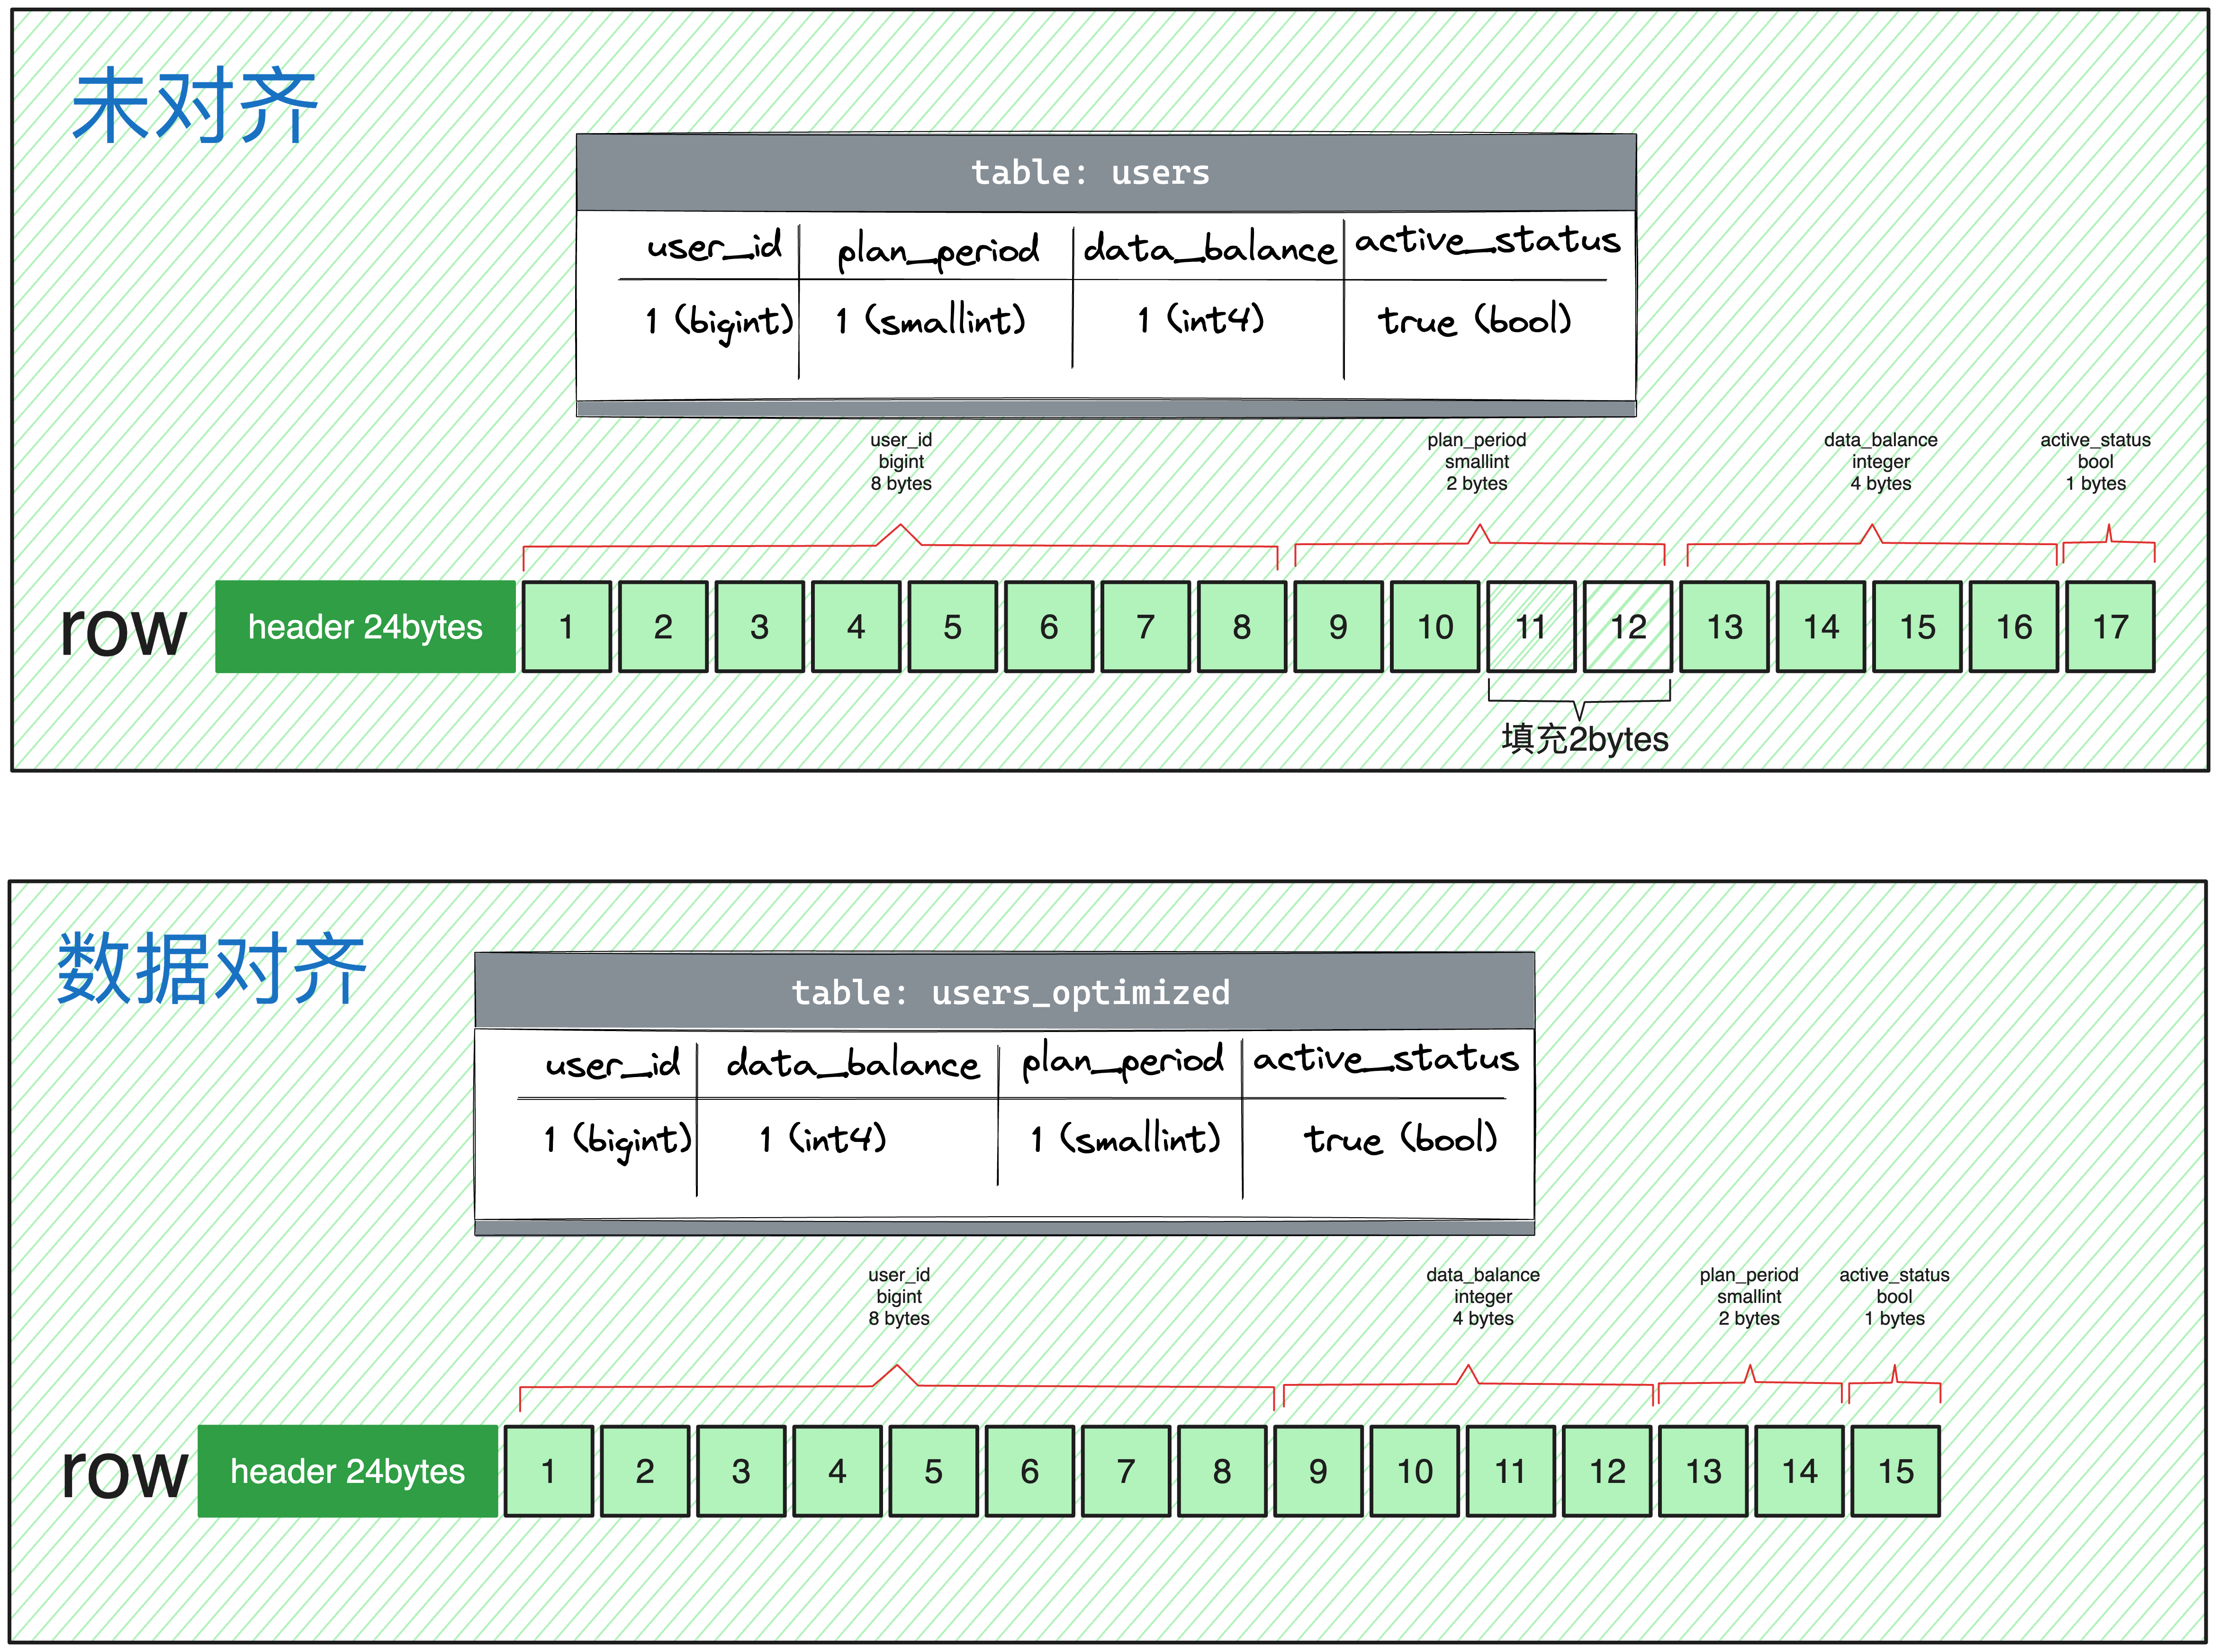 未对齐
table: users
user_id plan_period data_balance active_status
1 (bigint) 1 (smallint) 1 (int4) true (bool)
user_id
bigint
8 bytes
plan_period
smallint
2 bytes
data_balance
integer
4 bytes
active_status
bool
1 bytes
row header 24bytes 1 2 3 4 5 6 7 8 9 10 11 12 13 14 15 16 17
填充2bytes
数据对齐
table: users_optimized
user_id data_balance plan_period active_status
1 (bigint) 1 (int4) 1 (smallint) true (bool)
user_id
bigint
8 bytes
data_balance
integer
4 bytes
plan_period
smallint
2 bytes
active_status
bool
1 bytes
row header 24bytes 1 2 3 4 5 6 7 8 9 10 11 12 13 14 15